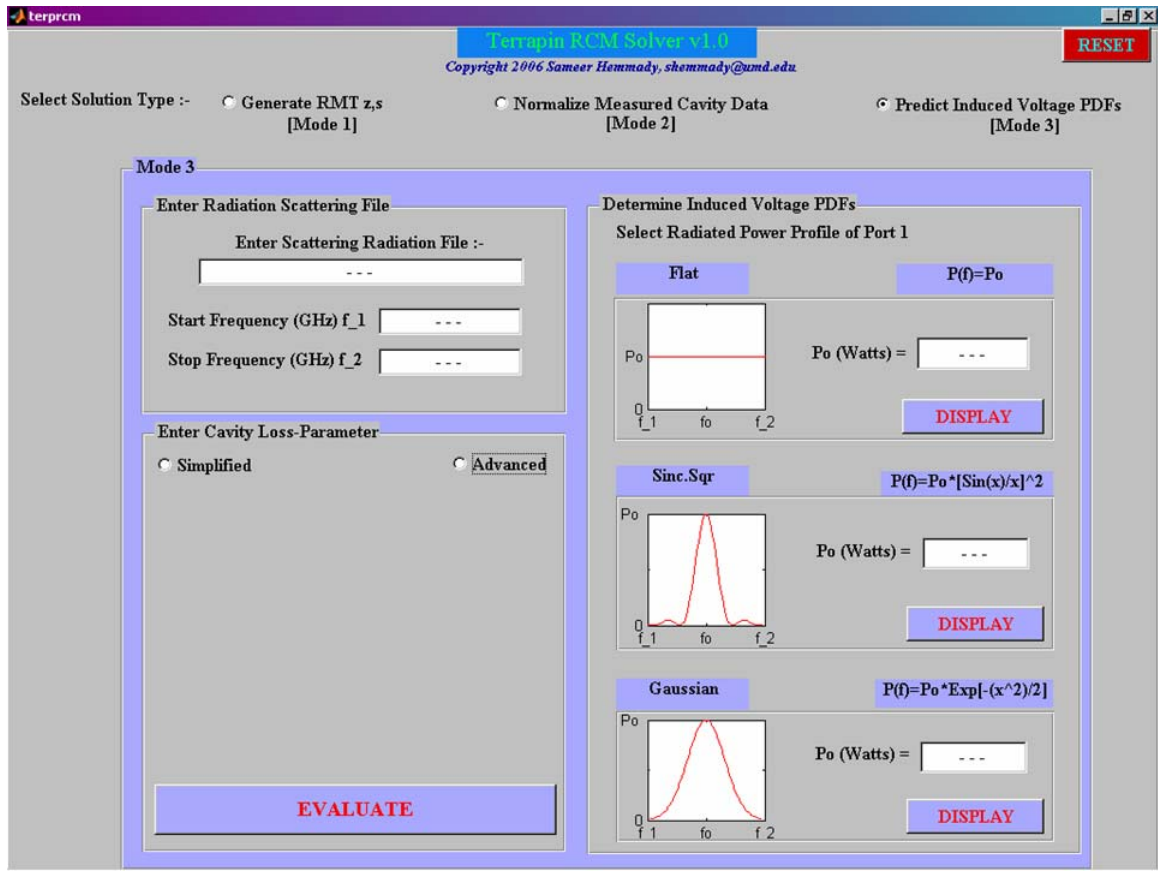 terprcm
Terrapin RCM Solver v1.0
RESET
Copyright 2006 Sameer Hemmady, shemmady@umd.edu
Select Solution Type :-
Generate RMT z,s
[Mode 1]
Normalize Measured Cavity Data
[Mode 2]
Predict Induced Voltage PDFs
[Mode 3]
Mode 3
Enter Radiation Scattering File
Enter Scattering Radiation File :-
- - -
Start Frequency (GHz) f_1
- - -
Stop Frequency (GHz) f_2
- - -
Enter Cavity Loss-Parameter
Simplified
Advanced
EVALUATE
Determine Induced Voltage PDFs
Select Radiated Power Profile of Port 1
Flat
P(f)=Po
Po
0
f_1
fo
f_2
Po (Watts) =
- - -
DISPLAY
Sinc.Sqr
P(f)=Po*[Sin(x)/x]^2
Po
0
f_1
fo
f_2
Po (Watts) =
- - -
DISPLAY
Gaussian
P(f)=Po*Exp[-(x^2)/2]
Po
0
f 1
fo
f 2
Po (Watts) =
- - -
DISPLAY